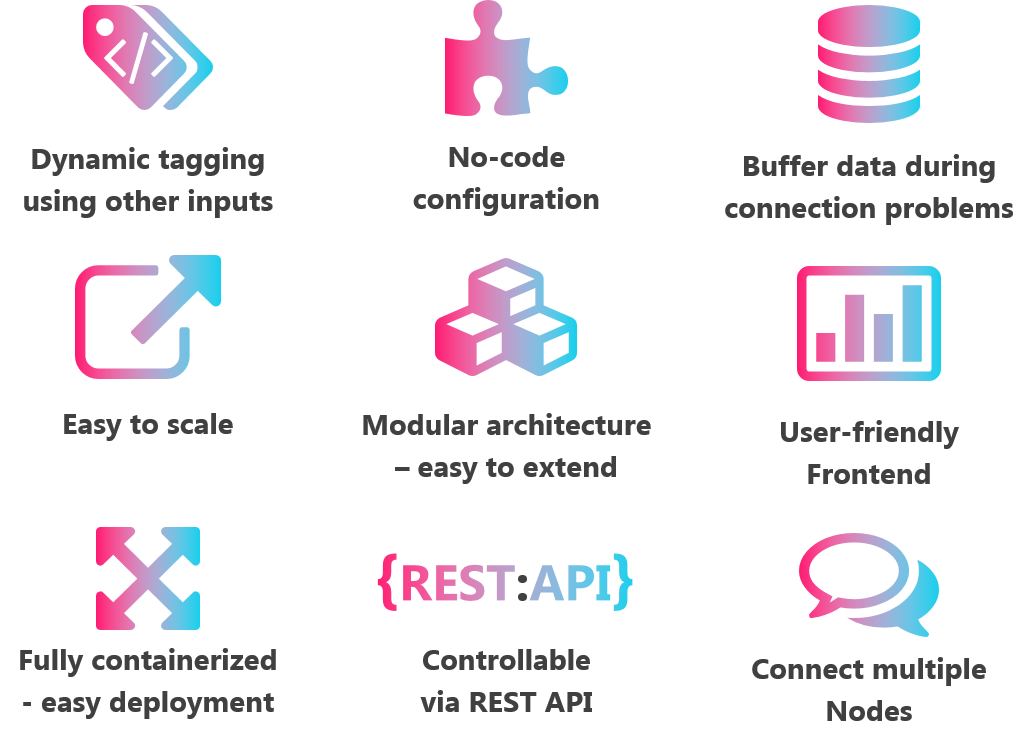 </>
Dynamic tagging
using other inputs
No-code
configuration
Buffer data during
connection problems
Easy to scale
Modular architecture
– easy to extend
User-friendly
Frontend
Fully containerized
- easy deployment
{REST:API}
Controllable
via REST API
Connect multiple
Nodes